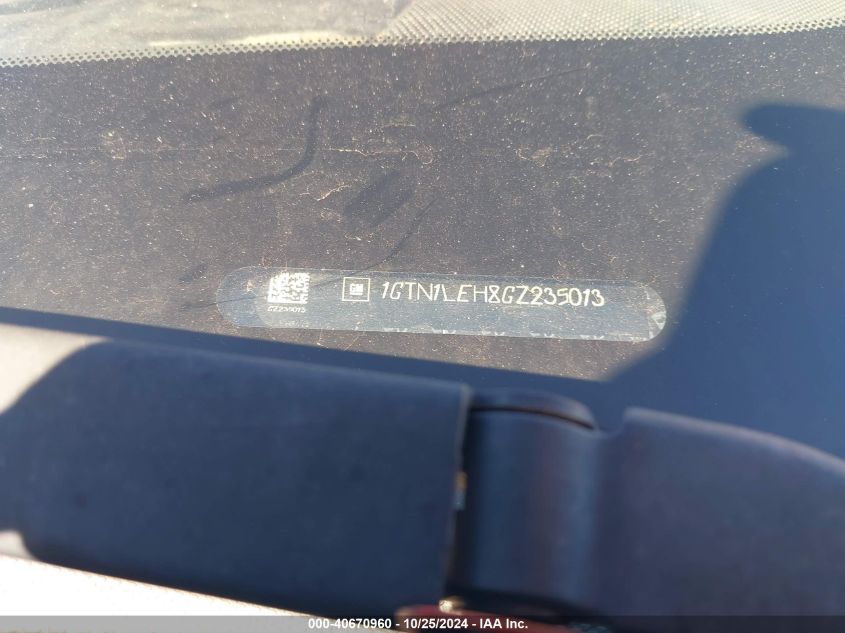 GM 1GTN1LEH8GZ235013
GZ235013
000-40670960 - 10/25/2024 - IAA Inc.